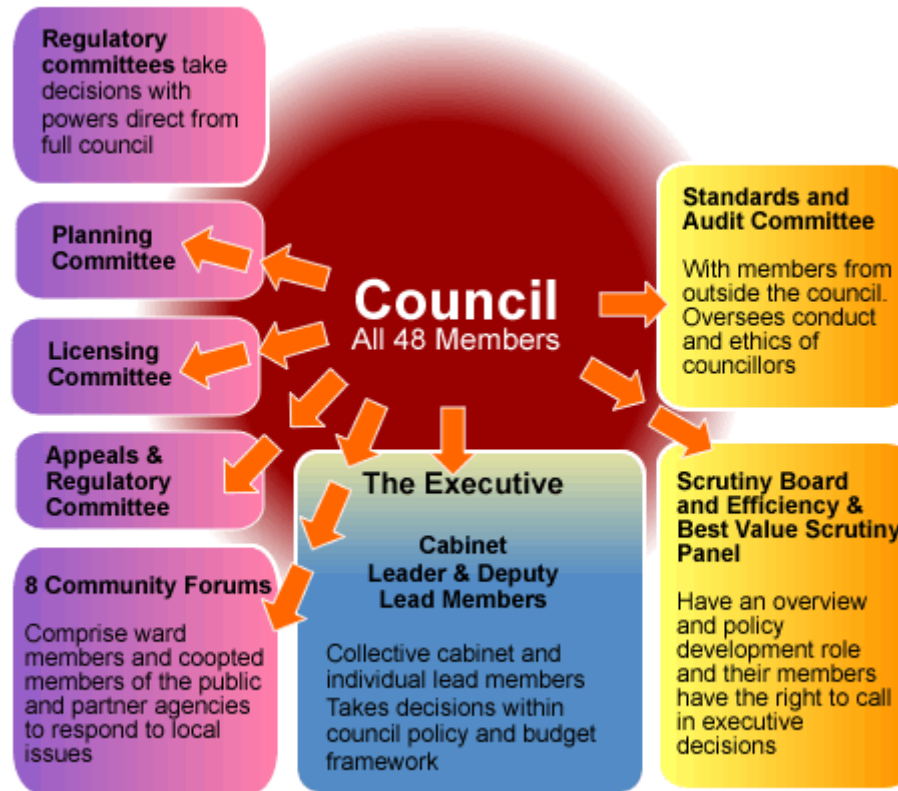 Regulatory
committees take
decisions with
powers direct from
full council
Planning
Committee
Licensing
Committee
Appeals &
Regulatory
Committee
8 Community Forums
Comprise ward
members and coopted
members of the public
and partner agencies
to respond to local
issues
Council
All 48 Members
The Executive
Cabinet
Leader & Deputy
Lead Members
Collective cabinet and
individual lead members
Takes decisions within
council policy and budget
framework
Standards and
Audit Committee
With members from
outside the council.
Oversees conduct
and ethics of
councillors
Scrutiny Board
and Efficiency &
Best Value Scrutiny
Panel
Have an overview
and policy
development role
and their members
have the right to call
in executive
decisions